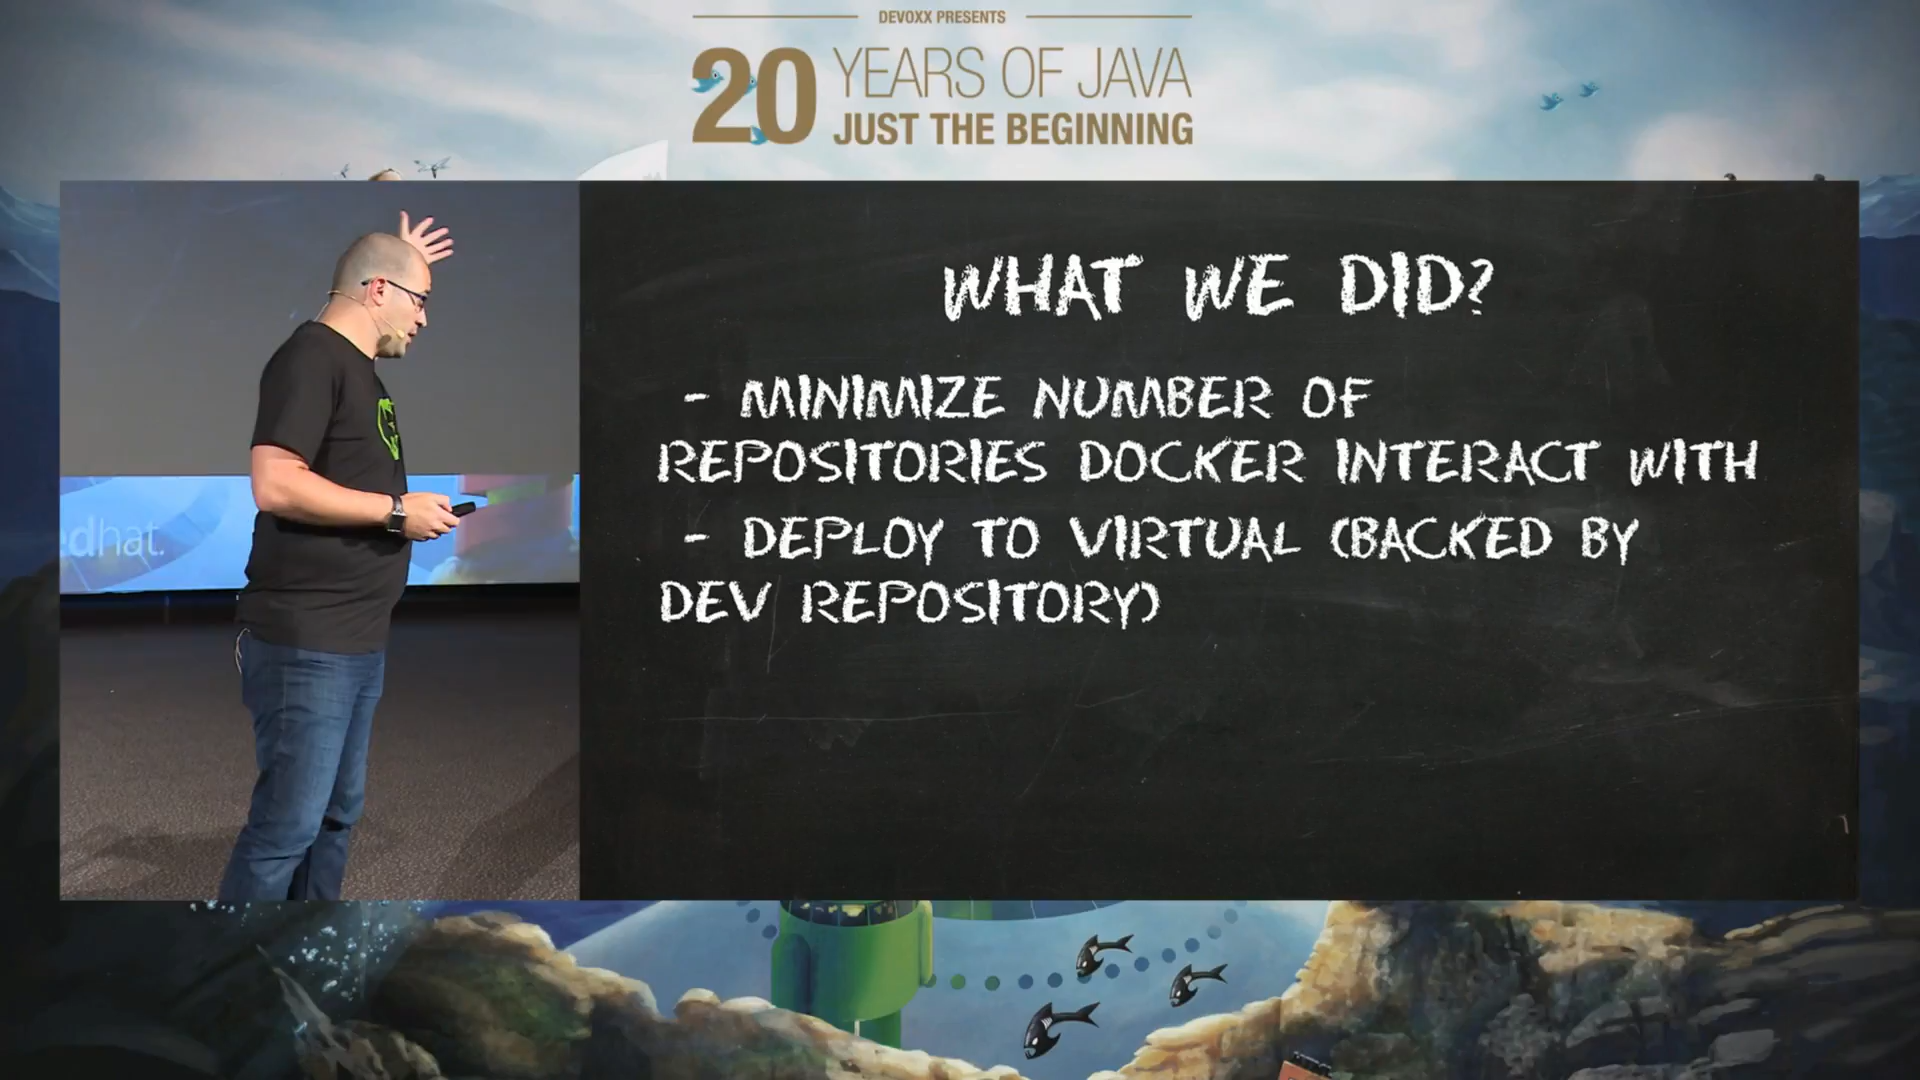 DEVOXX PRESENTS
20 YEARS OF JAVA
JUST THE BEGINNING
WHAT WE DID?
- MINIMIZE NUMBER OF
REPOSITORIES DOCKER INTERACT WITH
- DEPLOY TO VIRTUAL (BACKED BY
DEV REPOSITORY)
edhat.